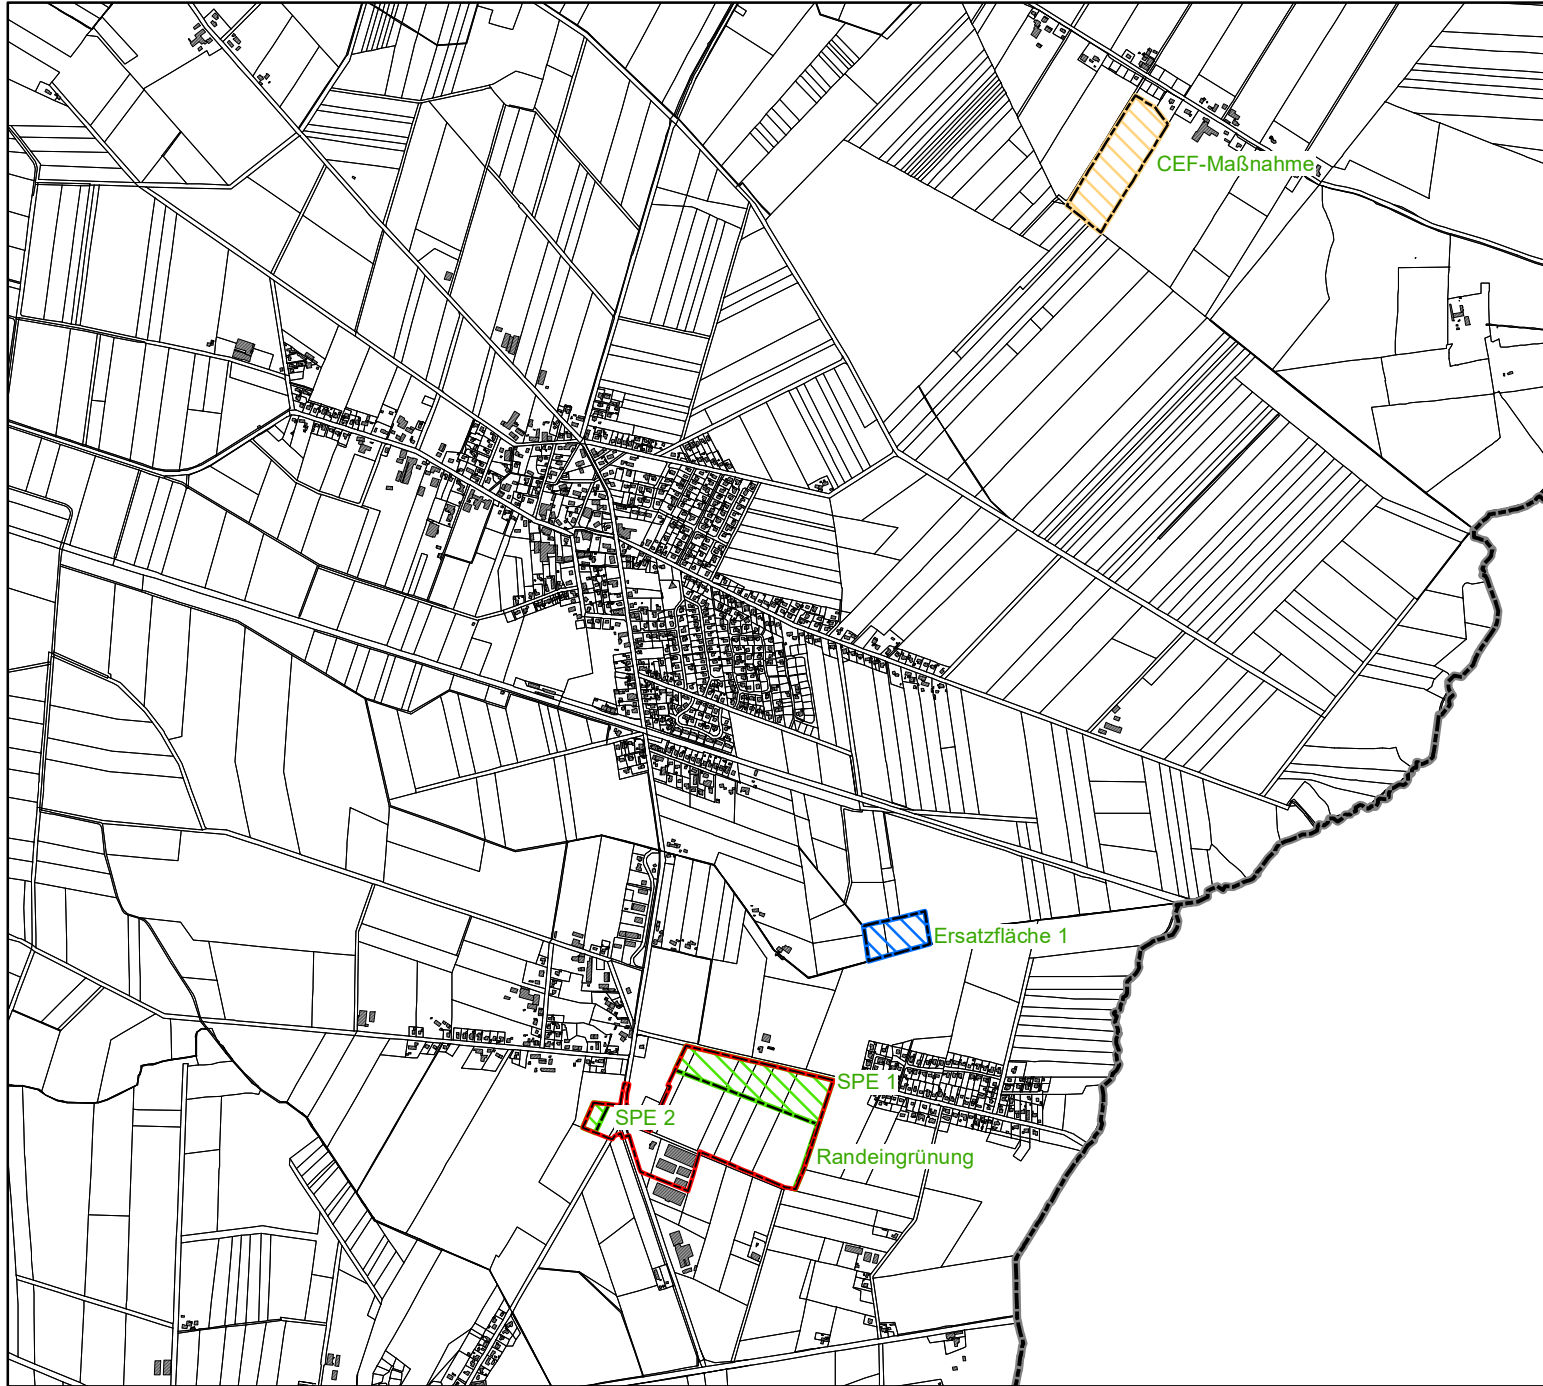 CEF-Maßnahme
Ersatzfläche 1
SPE 1
SPE 2
Randeingrünung